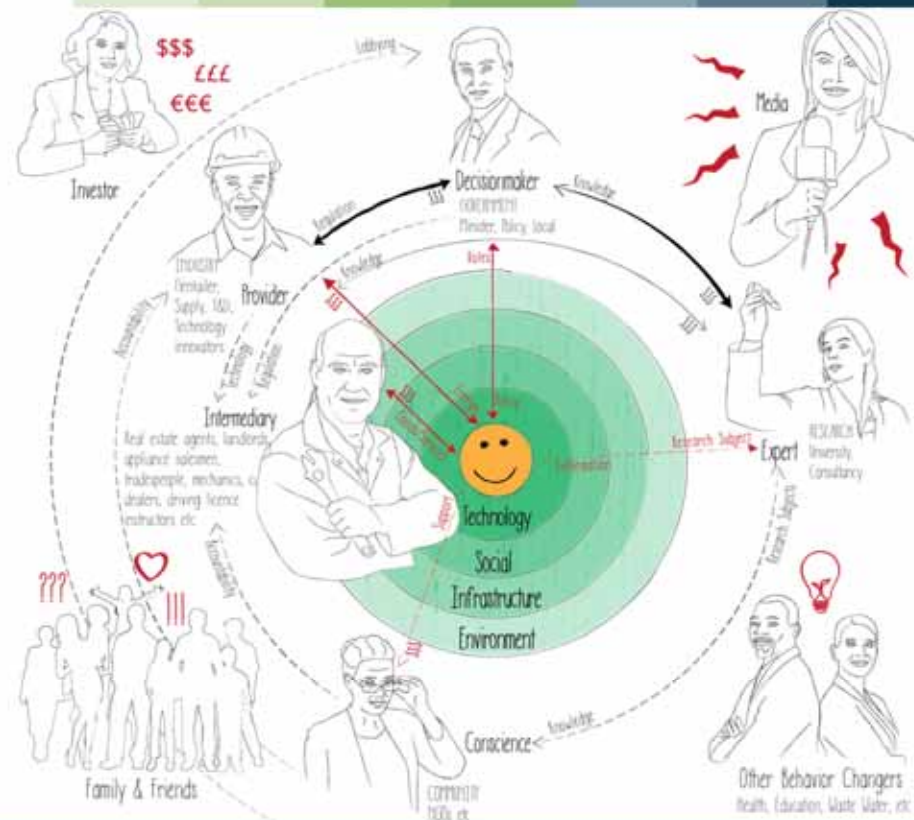 $$$
£££
€€€
Investor
Lobbying
Decisionmaker
GOVERNMENT
Minister, Policy, Local
Media
Regulation
Knowledge
$$$
Knowledge
Rules
INDUSTRY
Supply, T&D,
Technology
innovators
Provider
Accountability
Technology
Regulation
$$$
$$$
$$$
Intermediary
Real estate agents, landlords,
appliance salesmen,
tradespeople, mechanics,
dealers, driving licence
instructors etc
$$$
Expert
RESEARCH
University,
Consultancy
Research Subject
Information
Support
Technology
Social
Infrastructure
Environment
Accountability
Research Subjects
???
!!!
Family & Friends
$$$
Conscience
Knowledge
COMMUNITY
NGOs, etc
Other Behavior Changers
Health, Education, Waste Water, etc